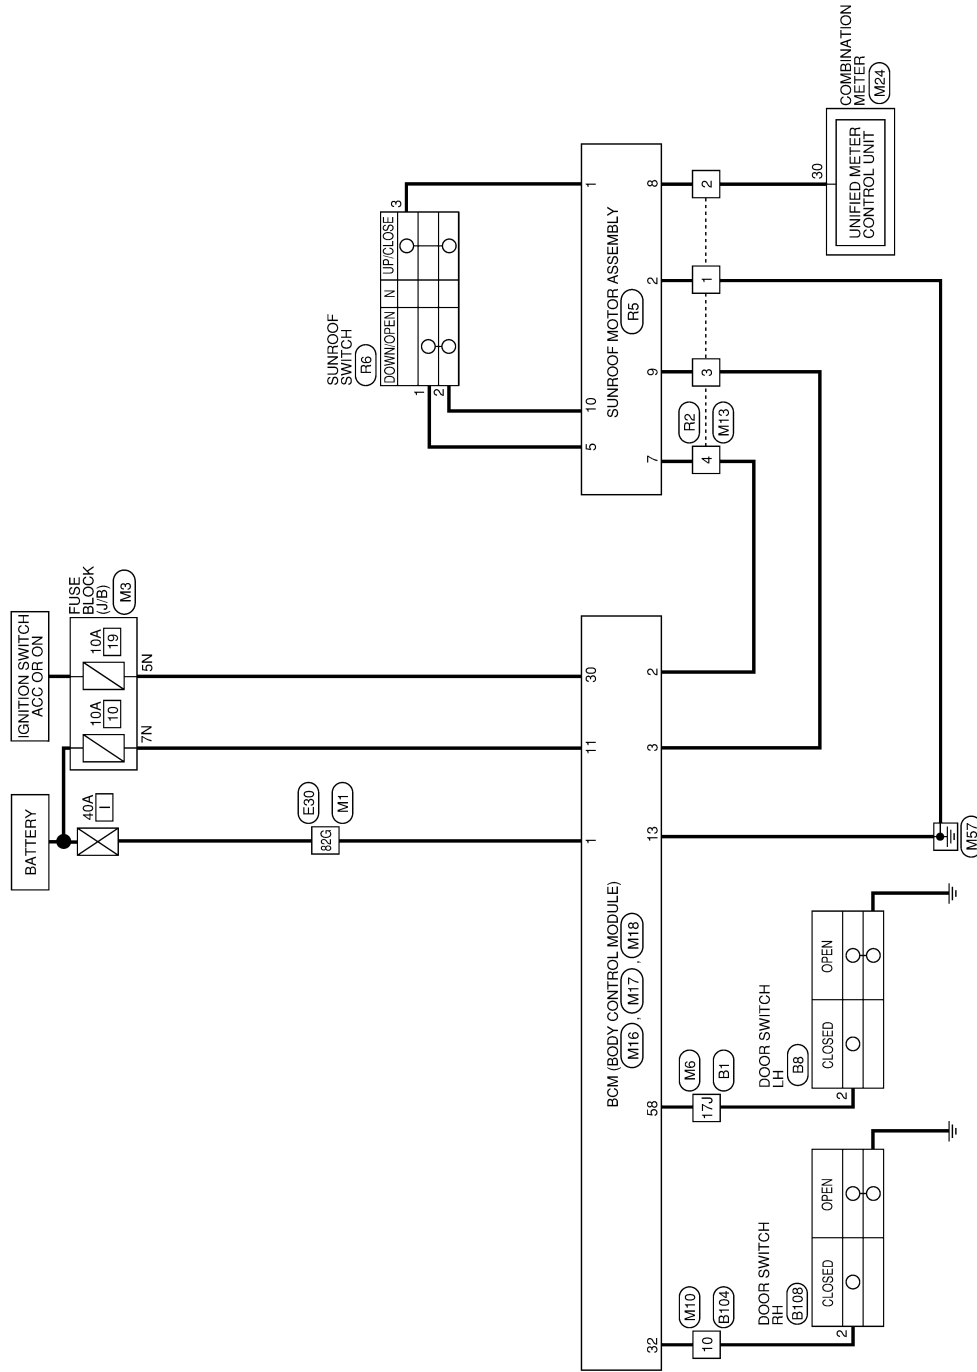 BATTERY
IGNITION SWITCH
ACC OR ON
40A
I
10A
10
10A
19
FUSE
BLOCK
(J/B)
M3
7N
5N
E30
82G
M1
SUNROOF
SWITCH
R6
DOWN/OPEN
N
UP/CLOSE
1
2
3
1
11
30
5
10
1
BCM (BODY CONTROL MODULE)
M16 , M17 , M18
SUNROOF MOTOR ASSEMBLY
R5
32
58
13
3
2
7
9
2
8
M10
10
B104
M6
17J
B1
R2
M13
4
3
1
2
DOOR SWITCH
RH
B108
2
CLOSED
OPEN
DOOR SWITCH
LH
B8
2
CLOSED
OPEN
M57
30
UNIFIED METER
CONTROL UNIT
COMBINATION
METER
M24